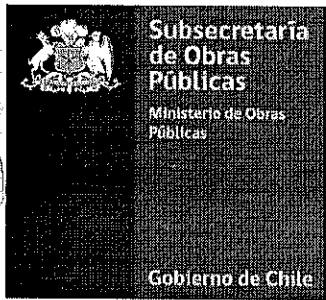 Subsecretaría
de Obras
Públicas
Ministerio de Obras
Públicas
Gobierno de Chile